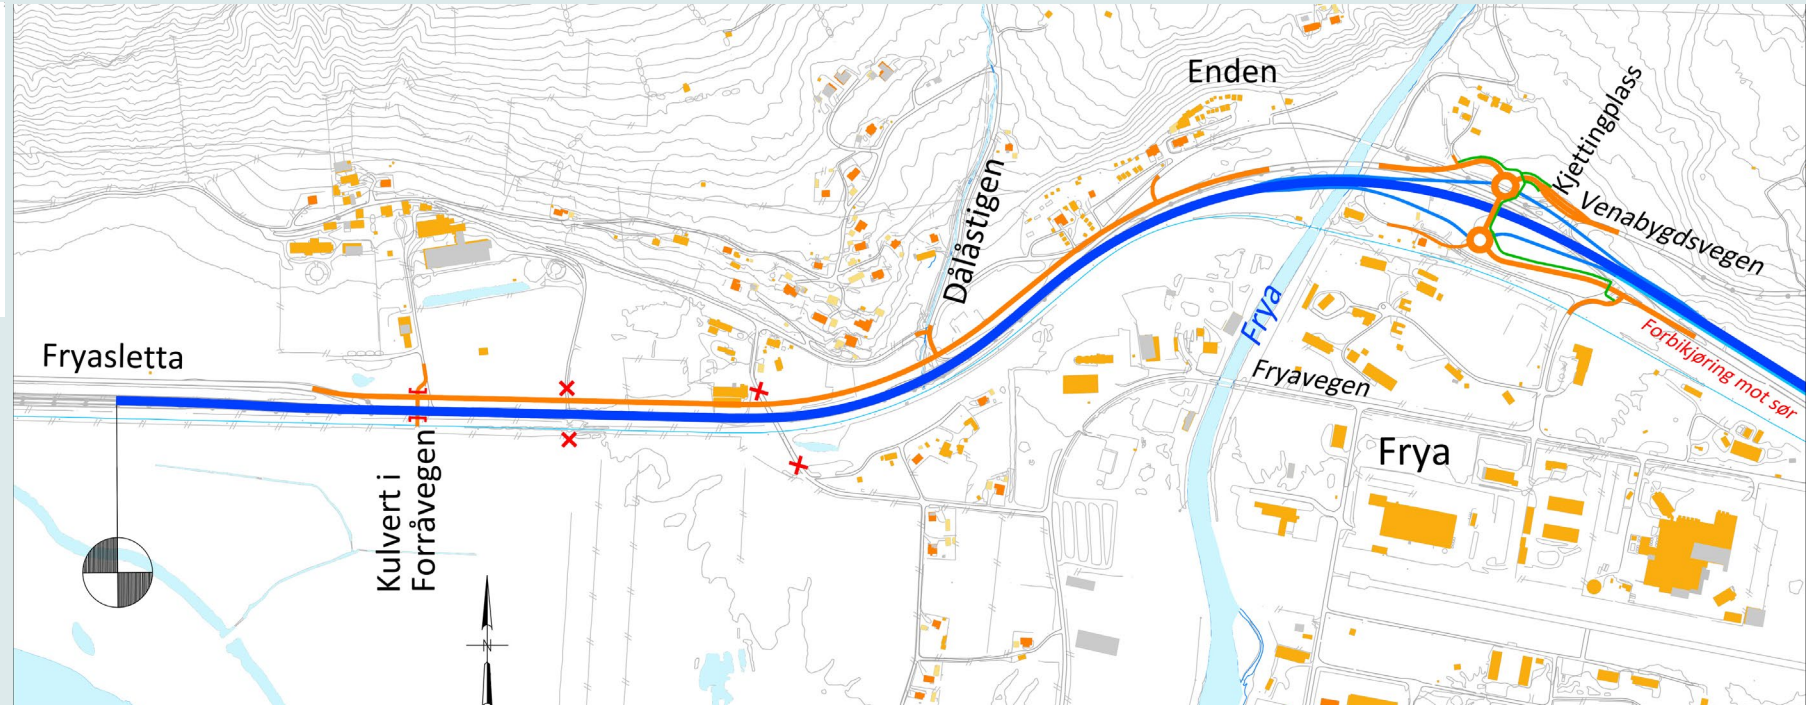 Enden
Kjettingplass
Venabygdsvegen
Dålåstigen
Frya
Fryasletta
Forbikjøring mot sør
Fryavegen
Frya
Kulvert i
Forråvegen
N